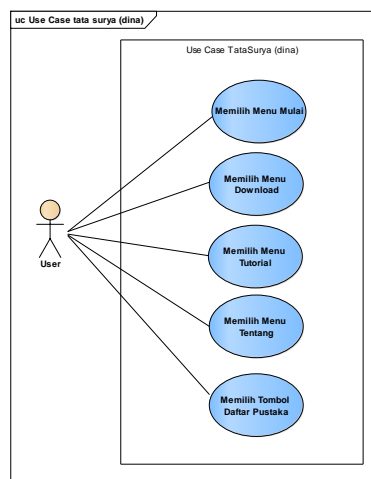 uc Use Case tata surya (dina)
Use Case TataSurya (dina)
Memilih Menu Mulai
Memilih Menu
Download
Memilih Menu
Tutorial
User
Memilih Menu
Tentang
Memilih Tombol
Daftar Pustaka